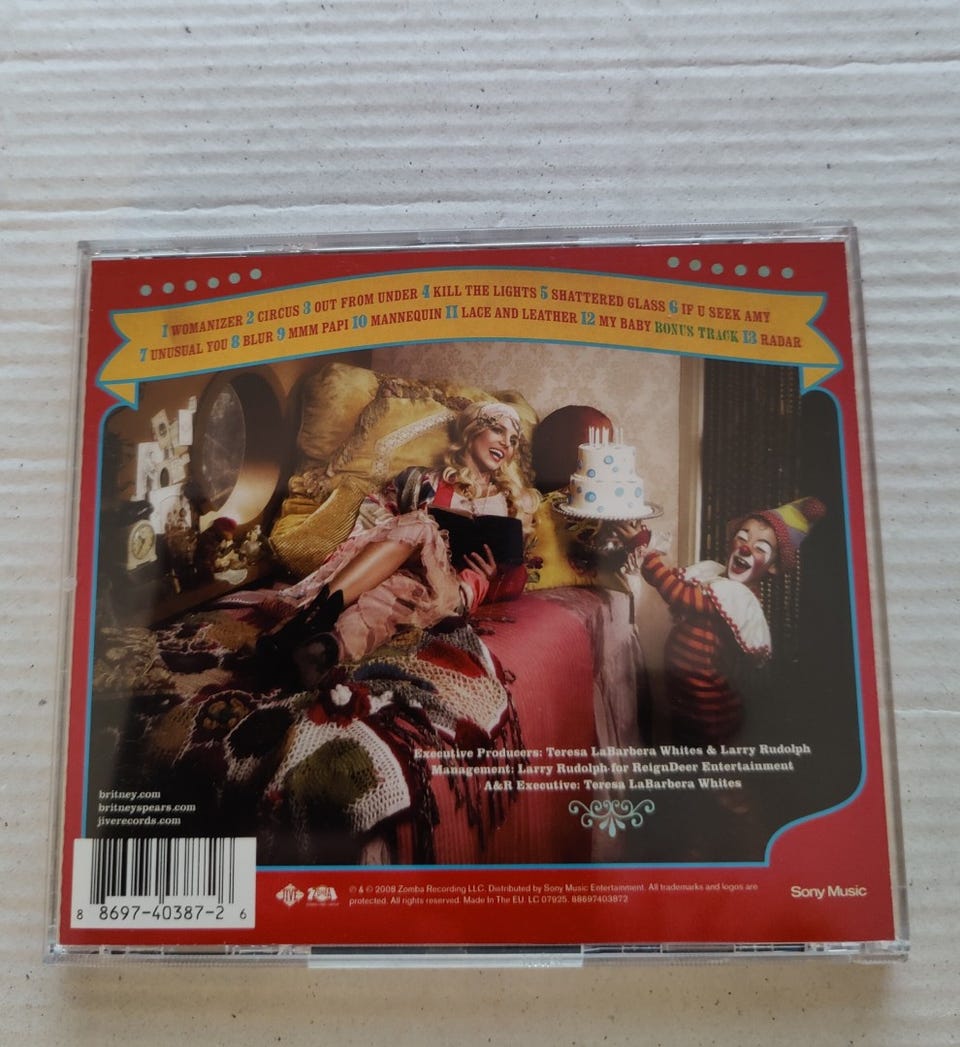 1 WOMANIZER 2 CIRCUS 3 OUT FROM UNDER 4 KILL THE LIGHTS 5 SHATTERED GLASS 6 IF U SEEK AMY
7 UNUSUAL YOU 8 BLUR 9 MMM PAPI 10 MANNEQUIN 11 LACE AND LEATHER 12 MY BABY BONUS TRACK 13 RADAR
Executive Producers: Teresa LaBarbera Whites & Larry Rudolph
Management: Larry Rudolph for ReignDeer Entertainment
A&R Executive: Teresa LaBarbera Whites
britney.com
britneyspears.com
jiverecords.com
8 8697-40387-2 6
JIVE
ZOMBA
℗ & © 2008 Zomba Recording LLC. Distributed by Sony Music Entertainment. All trademarks and logos are
protected. All rights reserved. Made In The EU. LC 07925. 88697403872
Sony Music